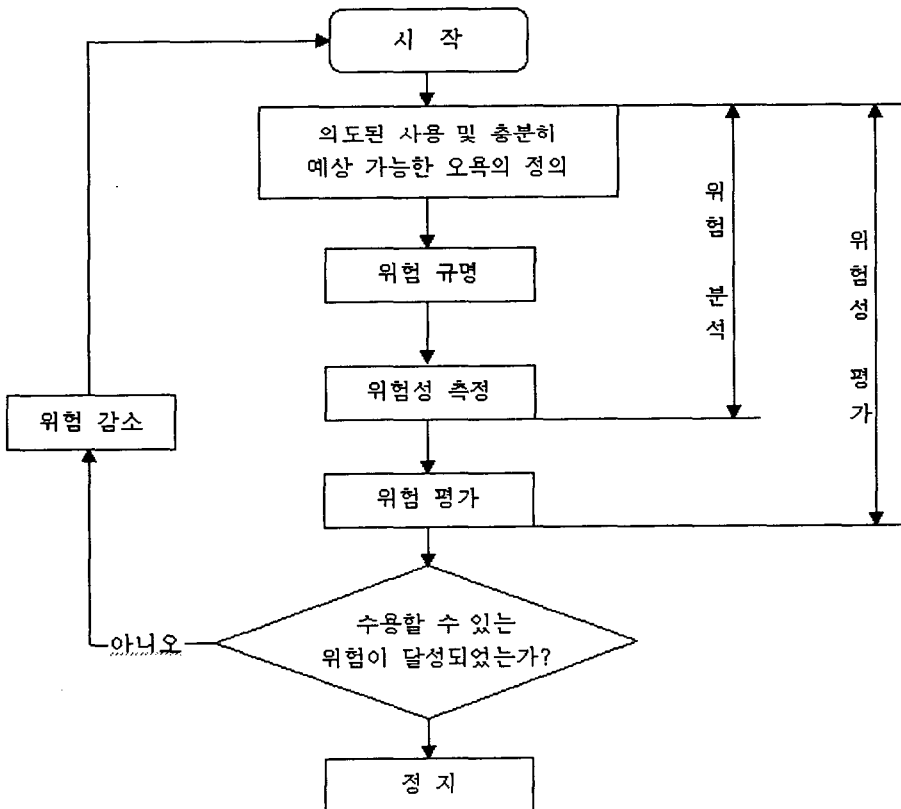 시 작
의도된 사용 및 충분히
예상 가능한 오욕의 정의
위험 규명
위험성 측정
위험 평가
수용할 수 있는
위험이 달성되었는가?
아니오
위험 감소
정 지
위험 분석
위험성 평가